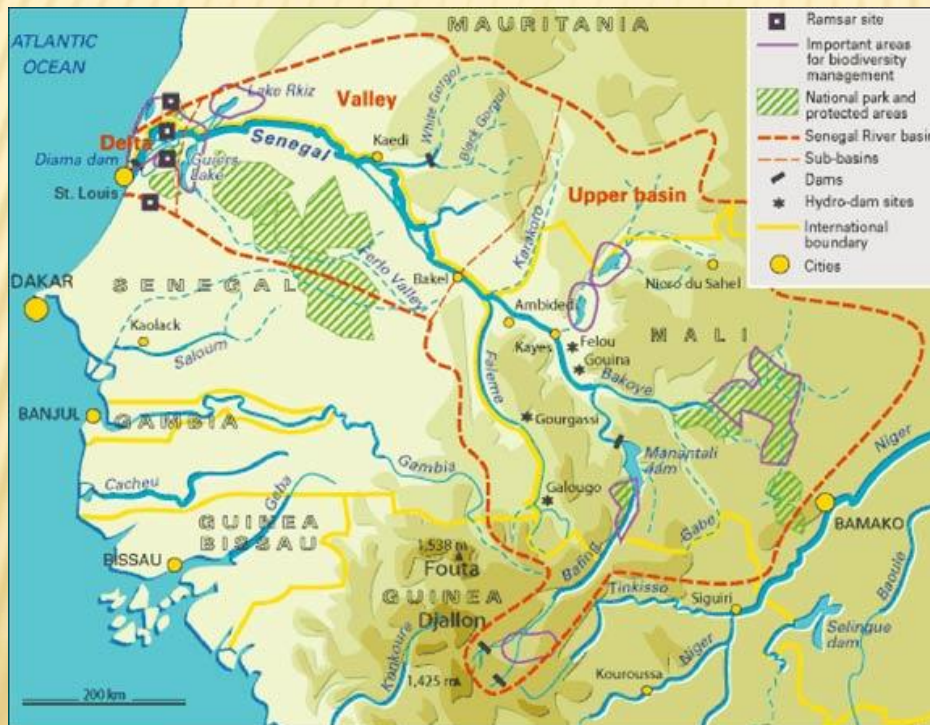 MAURITANIA
ATLANTIC
OCEAN
Lake Rkiz
Valley
White Gorgol
Black Gorgol
Delta
Senegal
Kaedi
Diama dam
Guiers
Lake
St. Louis
Upper basin
Karakoro
Ferlo Valley
Bakel
Nioro du Sahel
DAKAR
SENEGAL
Ambidedi
MALI
Kaolack
Kayes
Felou
Saloum
Gouina
Bakoye
Faleme
BANJUL
GAMBIA
Gourgassi
Manantali
dam
Niger
Gambia
Cacheu
Geba
Galougo
BAMAKO
GUINEA
BISSAU
Gabe
1,538 m
BISSAU
Fouta
Bafing
Baoule
GUINEA
Tinkisso
Siguiri
Djallon
Selingue
dam
Konkoure
Niger
1,425 m
Kouroussa
200 km
Ramsar site
Important areas
for biodiversity
management
National park and
protected areas
Senegal River basin
Sub-basins
Dams
Hydro-dam sites
International
boundary
Cities